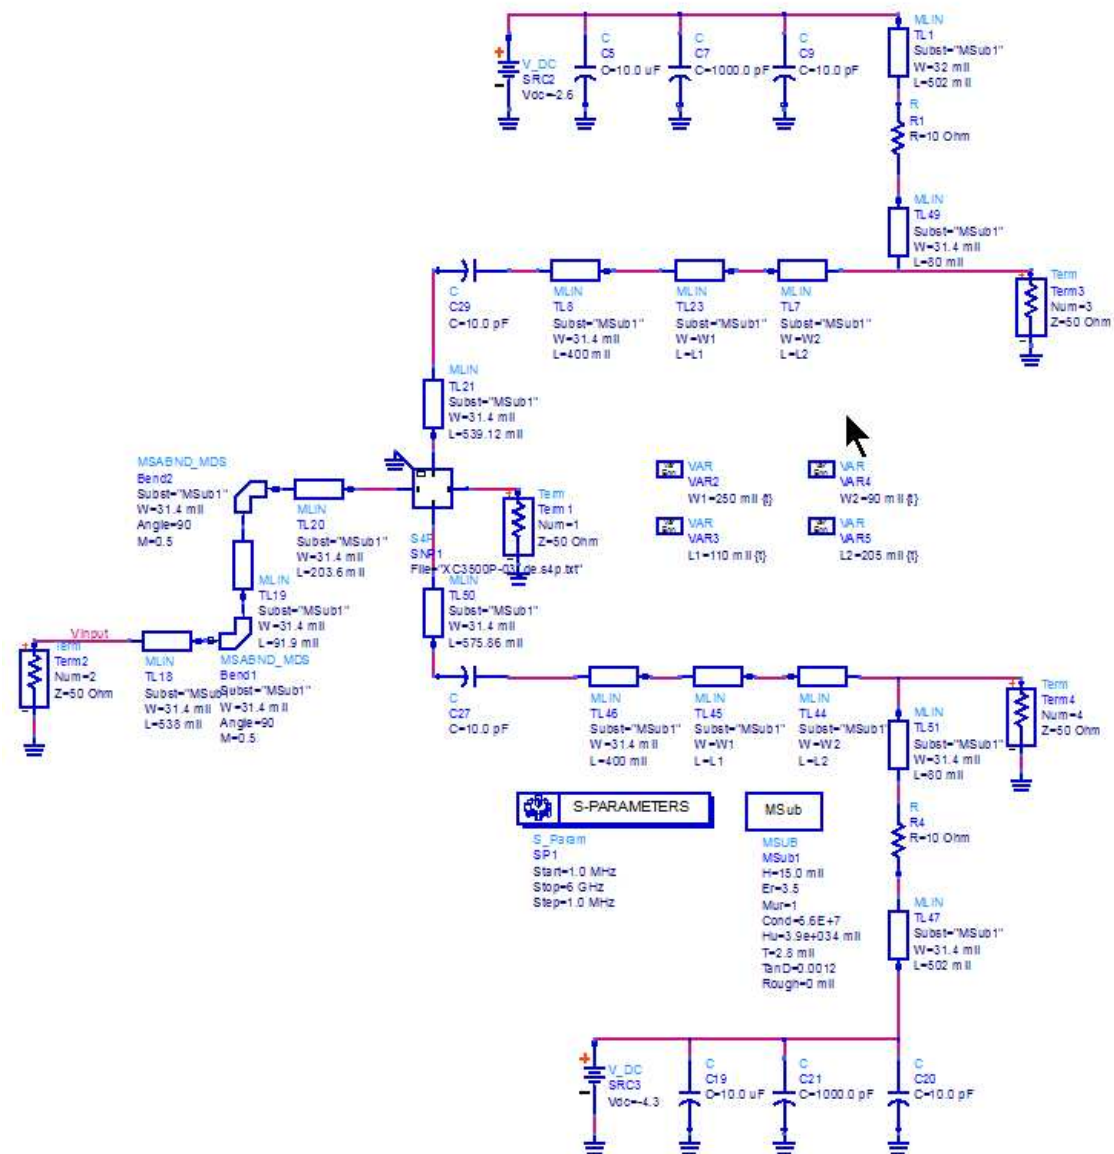 V_DC
SRC2
Vdc=-2.6
C
C5
C=10.0 uF
C
C7
C=1000.0 pF
C
C9
C=10.0 pF
MLIN
TL1
Subst="MSub1"
W=32 mil
L=502 mil
R
R1
R=10 Ohm
MLIN
TL49
Subst="MSub1"
W=31.4 mil
L=80 mil
C
C29
C=10.0 pF
MLIN
TL8
Subst="MSub1"
W=31.4 mil
L=400 mil
MLIN
TL23
Subst="MSub1"
W=W1
L=L1
MLIN
TL7
Subst="MSub1"
W=W2
L=L2
Term
Term3
Num=3
Z=50 Ohm
MLIN
TL21
Subst="MSub1"
W=31.4 mil
L=539.12 mil
MSABND_MDS
Bend2
Subst="MSub1"
W=31.4 mil
Angle=90
M=0.5
MLIN
TL20
Subst="MSub1"
W=31.4 mil
L=203.6 mil
S4P
SNP1
Term
Term1
Num=1
Z=50 Ohm
VAR
VAR2
W1=250 mil {t}
VAR
VAR4
W2=90 mil {t}
VAR
VAR3
L1=110 mil {t}
VAR
VAR5
L2=205 mil {t}
MLIN
TL19
Subst="MSub1"
W=31.4 mil
L=91.9 mil
MLIN
TL50
Subst="MSub1"
W=31.4 mil
L=575.86 mil
Vinput
Term
Term2
Num=2
Z=50 Ohm
MLIN
TL18
Subst="MSub1"
W=31.4 mil
L=538 mil
MSABND_MDS
Bend1
Subst="MSub1"
W=31.4 mil
Angle=90
M=0.5
C
C27
C=10.0 pF
MLIN
TL46
Subst="MSub1"
W=31.4 mil
L=400 mil
MLIN
TL45
Subst="MSub1"
W=W1
L=L1
MLIN
TL44
Subst="MSub1"
W=W2
L=L2
Term
Term4
Num=4
Z=50 Ohm
MLIN
TL51
Subst="MSub1"
W=31.4 mil
L=80 mil
S-PARAMETERS
S_Param
SP1
Start=1.0 MHz
Stop=6 GHz
Step=1.0 MHz
MSub
MSUB
MSub1
H=15.0 mil
Er=3.5
Mur=1
Cond=5.6E+7
Hu=3.9e+034 mil
T=2.8 mil
TanD=0.0012
Rough=0 mil
R
R4
R=10 Ohm
MLIN
TL47
Subst="MSub1"
W=31.4 mil
L=502 mil
V_DC
SRC3
Vdc=-4.3
C
C19
C=10.0 uF
C
C21
C=1000.0 pF
C
C20
C=10.0 pF